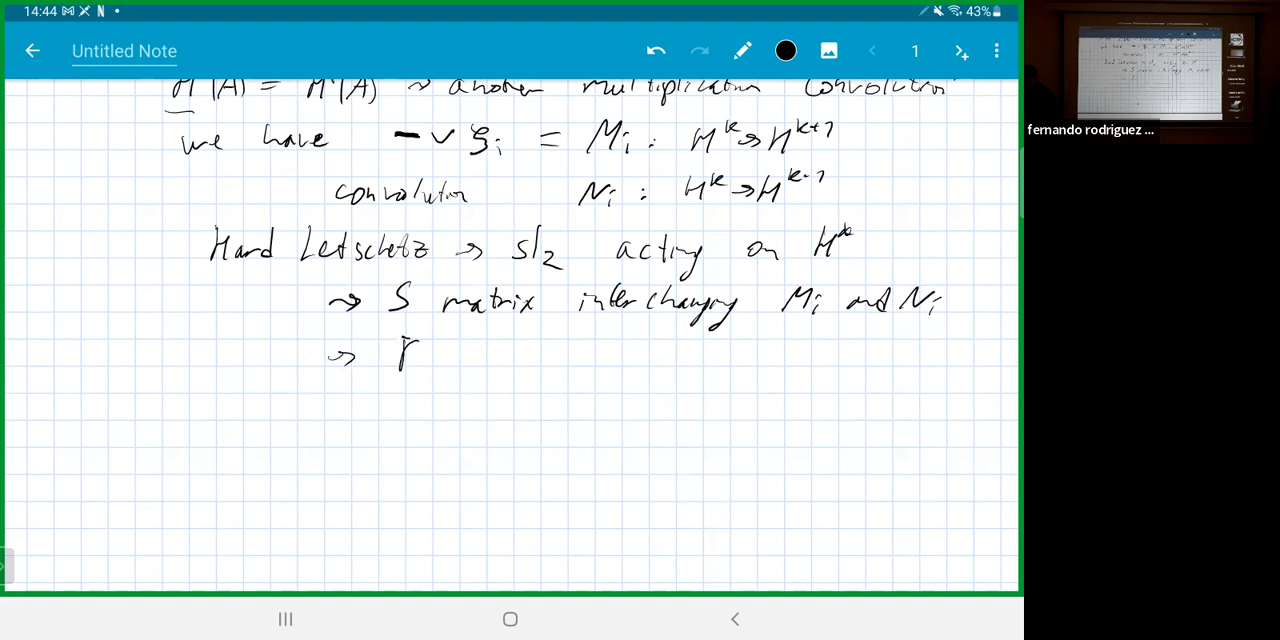 14:44
43%
Untitled Note
1
H*(A) = H*(A) → another multiplication convolution
we have - ∪ ξi = Mi : H^k → H^k+1
convolution Ni : H^k → H^k-1
Hard Lefschetz → sl2 acting on H*
→ S matrix interchanging Mi and Ni
→
fernando rodriguez ...